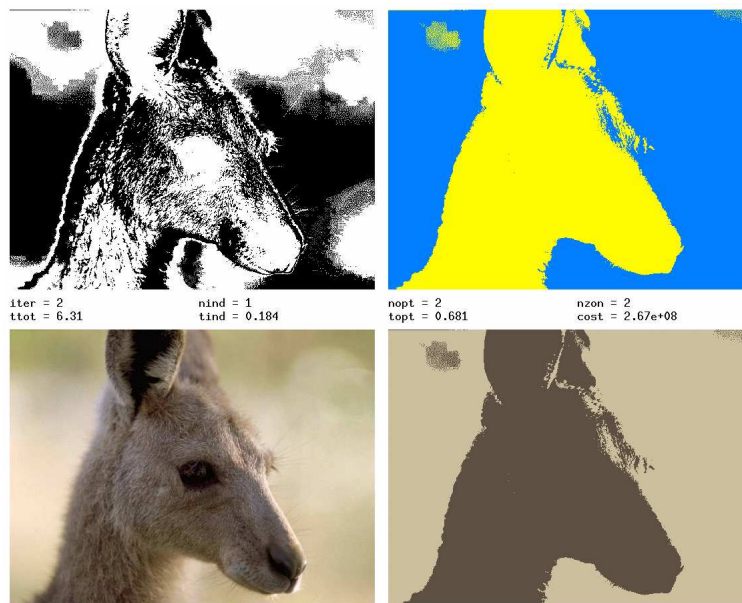 iter = 2 nind = 1 nopt = 2 nzon = 2
ttot = 6.31 tind = 0.184 topt = 0.681 cost = 2.67e+08